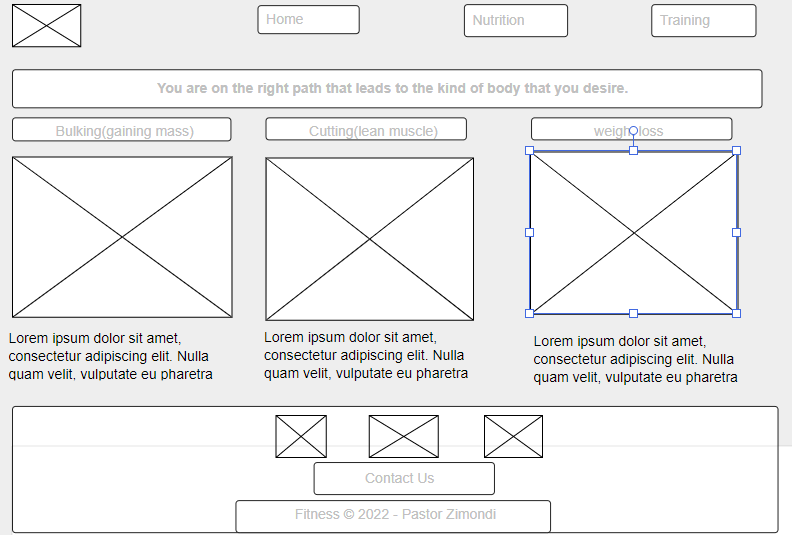 Home
Nutrition
Training
You are on the right path that leads to the kind of body that you desire.
Bulking(gaining mass)
Cutting(lean muscle)
weight loss
Lorem ipsum dolor sit amet,
consectetur adipiscing elit. Nulla
quam velit, vulputate eu pharetra
Lorem ipsum dolor sit amet,
consectetur adipiscing elit. Nulla
quam velit, vulputate eu pharetra
Lorem ipsum dolor sit amet,
consectetur adipiscing elit. Nulla
quam velit, vulputate eu pharetra
Contact Us
Fitness © 2022 - Pastor Zimondi